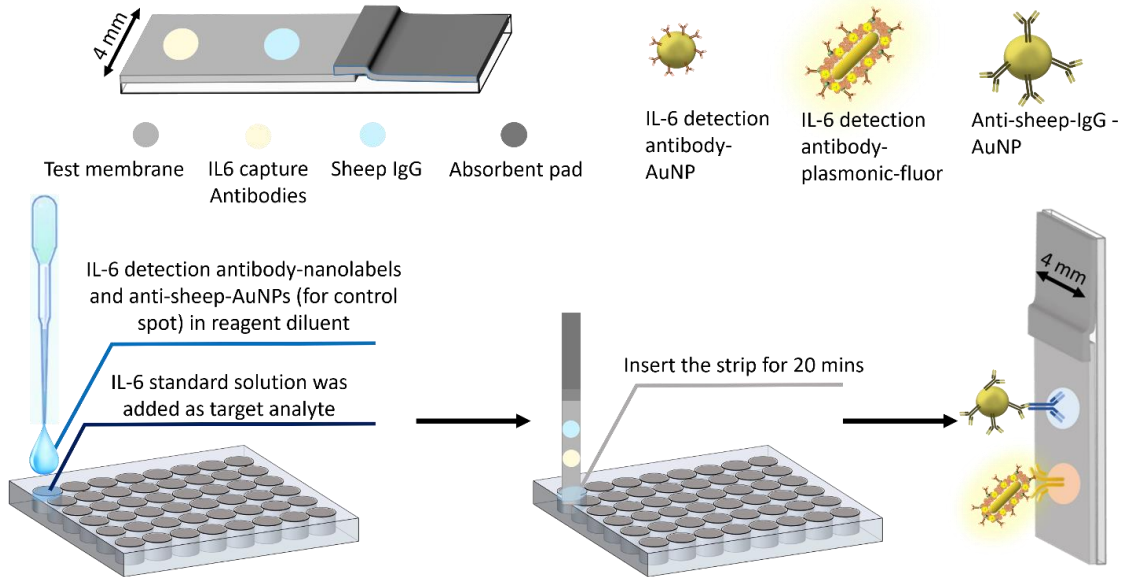 4 mm
Test membrane
IL6 capture
Antibodies
Sheep IgG
Absorbent pad
IL-6 detection
antibody-
AuNP
IL-6 detection
antibody-
plasmonic-fluor
Anti-sheep-IgG -
AuNP
IL-6 detection antibody-nanolabels
and anti-sheep-AuNPs (for control
spot) in reagent diluent
IL-6 standard solution was
added as target analyte
Insert the strip for 20 mins
4 mm